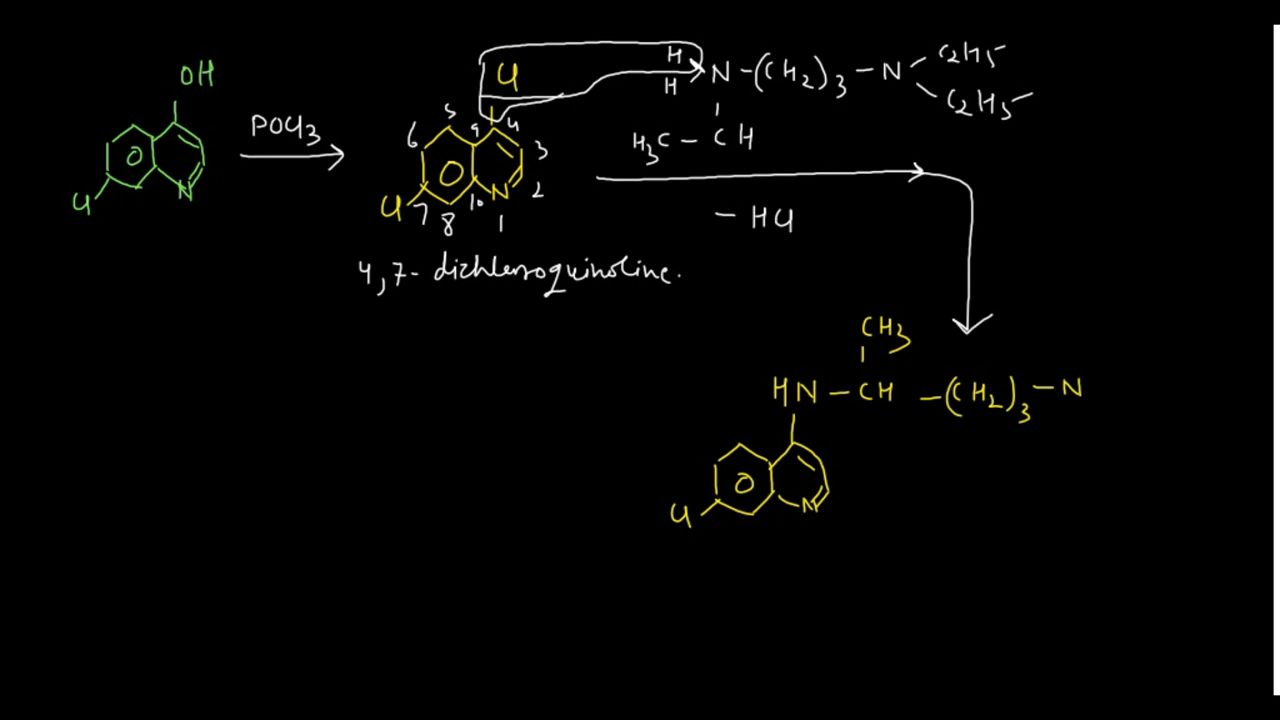 OH
POCl3
Cl
N
Cl
5
6
9
4
3
2
1
N
10
8
7
Cl
4,7- dichloroquinoline.
H
H
N -(CH2)3 - N
C2H5
C2H5
H3C - CH
- HCl
CH3
HN - CH -(CH2)3 - N
N
Cl